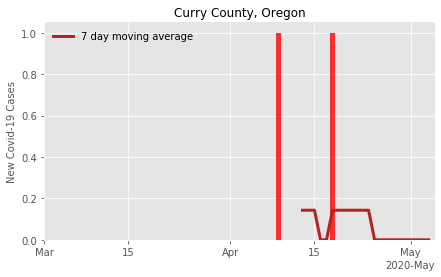 Curry County, Oregon
7 day moving average
New Covid-19 Cases
1.0
0.8
0.6
0.4
0.2
0.0
Mar 15 Apr 15 May
2020-May